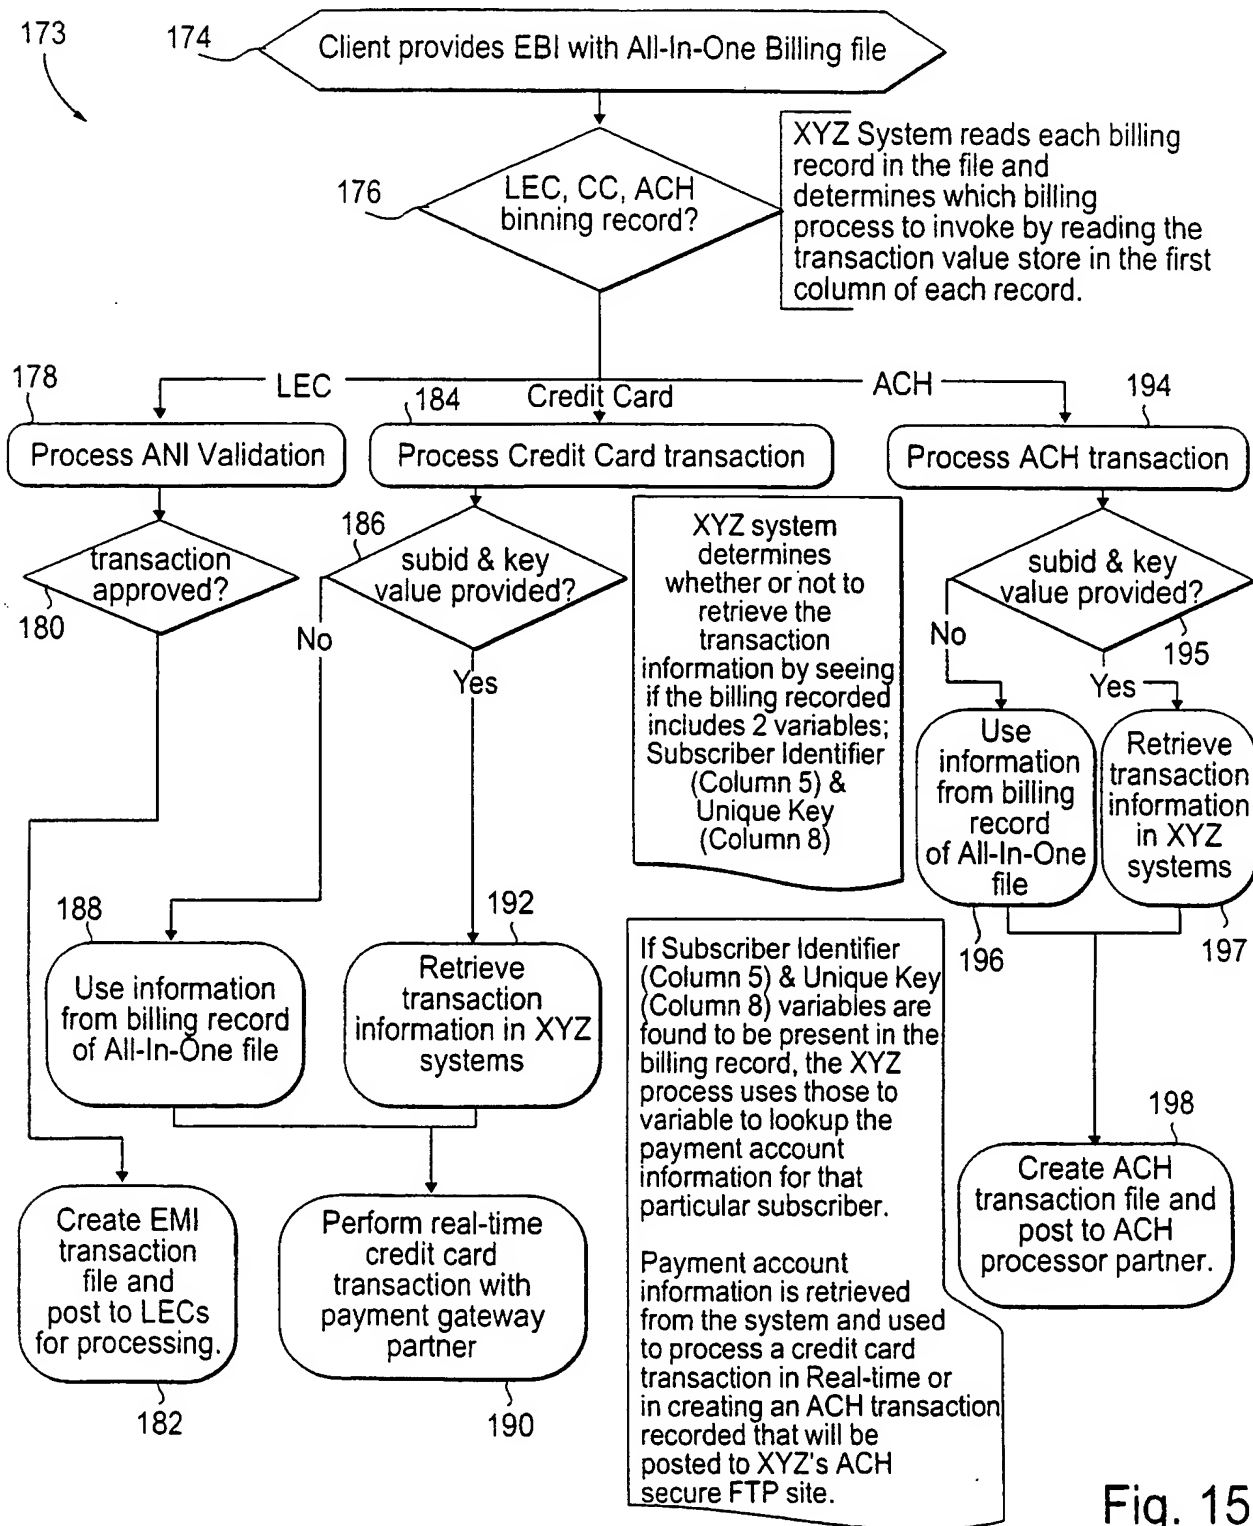 173
174
Client provides EBI with All-In-One Billing file
176
LEC, CC, ACH
binning record?
XYZ System reads each billing
record in the file and
determines which billing
process to invoke by reading the
transaction value store in the first
column of each record.
178
LEC
184
Credit Card
ACH
194
Process ANI Validation
Process Credit Card transaction
Process ACH transaction
transaction
approved?
180
186
subid & key
value provided?
No
Yes
XYZ system
determines
whether or not to
retrieve the
transaction
information by seeing
if the billing recorded
includes 2 variables;
Subscriber Identifier
(Column 5) &
Unique Key
(Column 8)
subid & key
value provided?
195
No
Yes
Use
information
from billing
record
of All-In-One
file
196
Retrieve
transaction
information
in XYZ
systems
197
188
Use information
from billing record
of All-In-One file
192
Retrieve
transaction
information in XYZ
systems
If Subscriber Identifier
(Column 5) & Unique Key
(Column 8) variables are
found to be present in the
billing record, the XYZ
process uses those to
variable to lookup the
payment account
information for that
particular subscriber.
Payment account
information is retrieved
from the system and used
to process a credit card
transaction in Real-time or
in creating an ACH transaction
recorded that will be
posted to XYZ's ACH
secure FTP site.
198
Create ACH
transaction file and
post to ACH
processor partner.
Create EMI
transaction
file and
post to LECs
for processing.
182
Perform real-time
credit card
transaction with
payment gateway
partner
190
Fig. 15